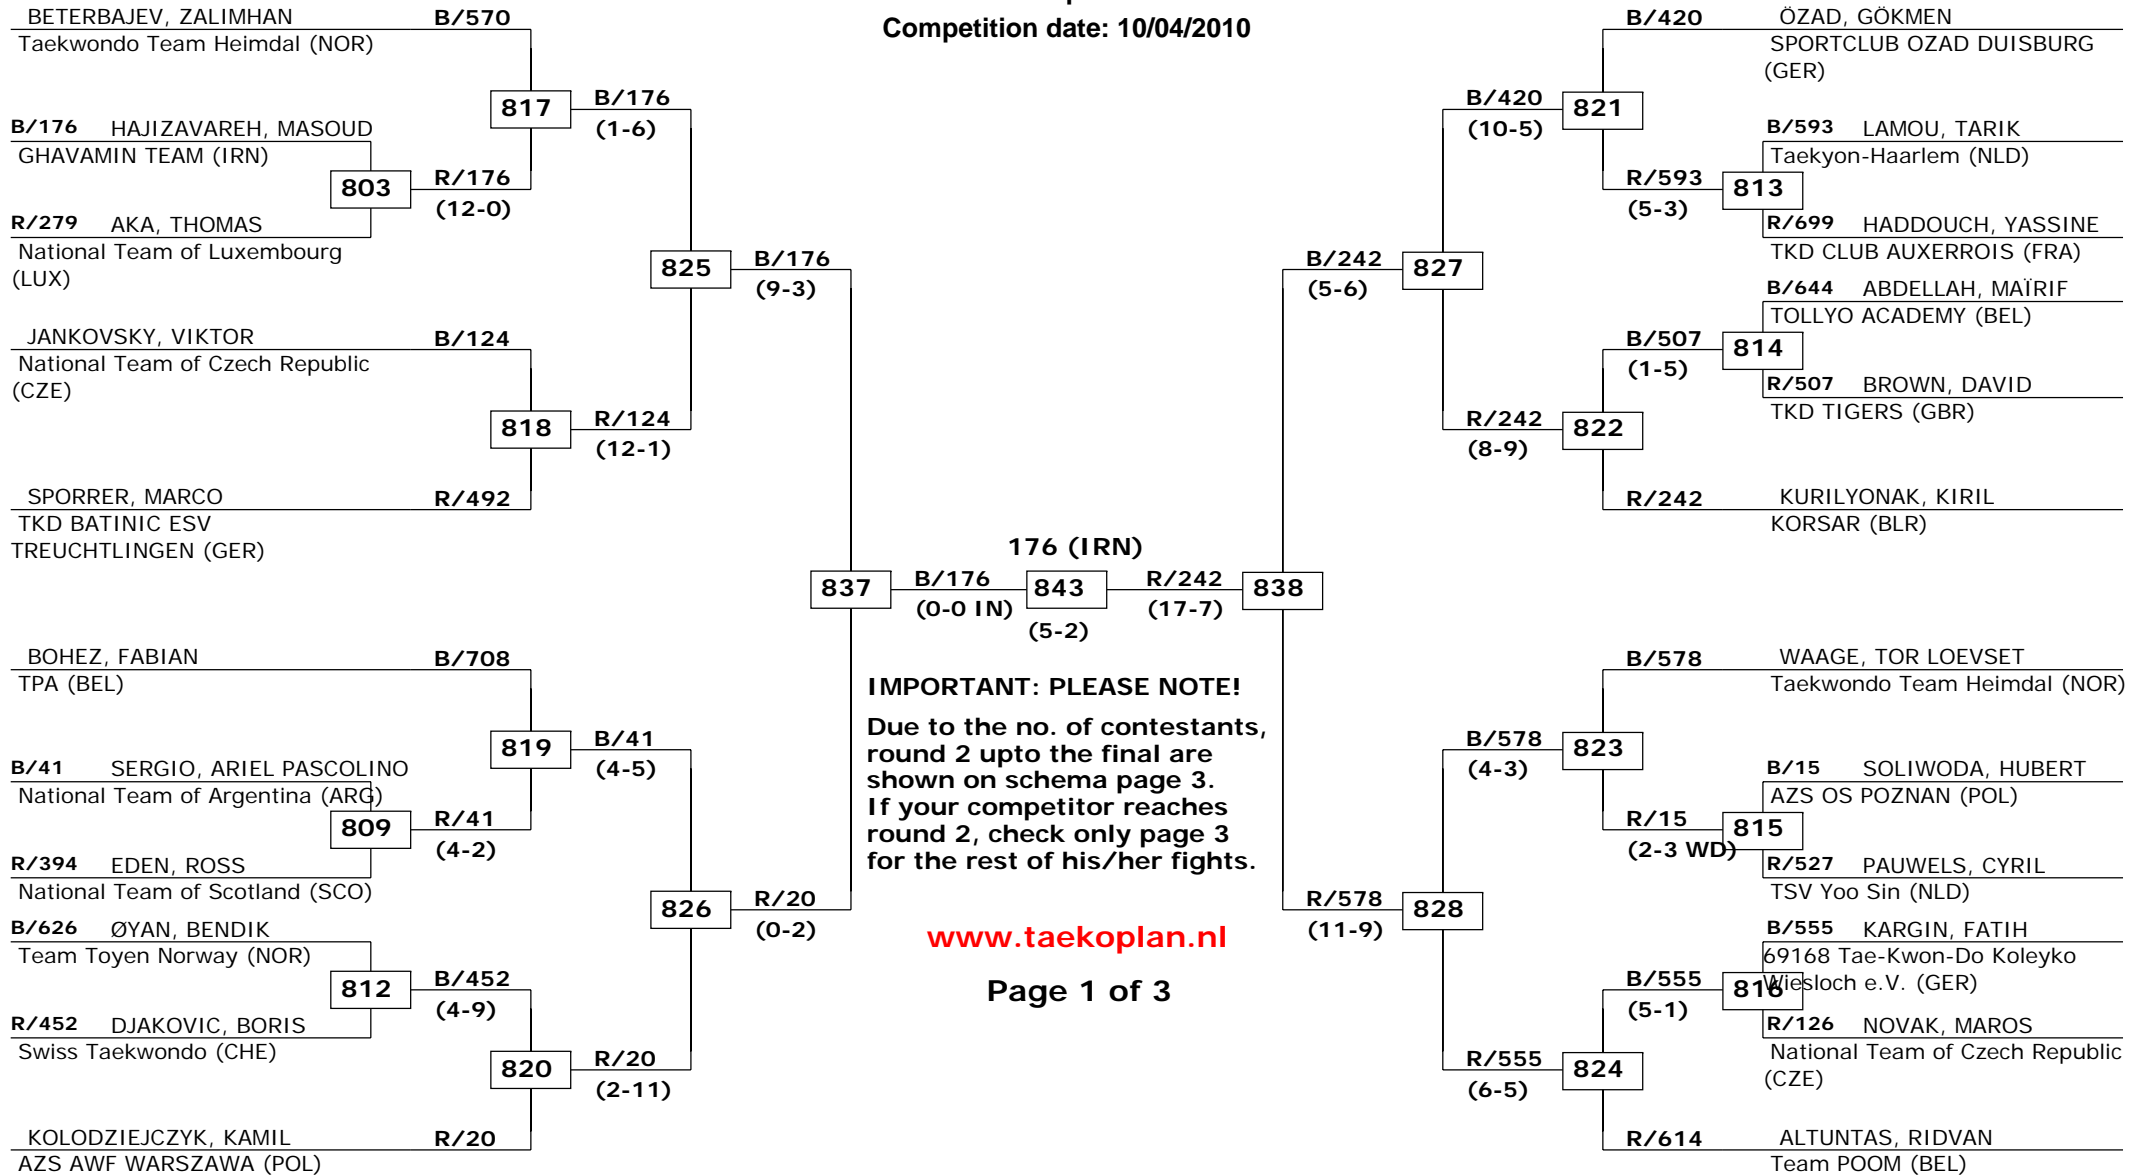 Competition date: 10/04/2010
BETERBAJEV, ZALIMHAN B/570
Taekwondo Team Heimdal (NOR)
817
B/176
(1-6)
B/176 HAJIZAVAREH, MASOUD
GHAVAMIN TEAM (IRN)
803
R/176
(12-0)
R/279 AKA, THOMAS
National Team of Luxembourg
(LUX)
825
B/176
(9-3)
JANKOVSKY, VIKTOR B/124
National Team of Czech Republic
(CZE)
818
R/124
(12-1)
SPORRER, MARCO R/492
TKD BATINIC ESV
TREUCHTLINGEN (GER)
837
B/176
(0-0 IN)
176 (IRN)
843
(5-2)
R/242
(17-7)
838
BOHEZ, FABIAN B/708
TPA (BEL)
819
B/41
(4-5)
B/41 SERGIO, ARIEL PASCOLINO
National Team of Argentina (ARG)
809
R/41
(4-2)
R/394 EDEN, ROSS
National Team of Scotland (SCO)
826
R/20
(0-2)
B/626 ØYAN, BENDIK
Team Toyen Norway (NOR)
812
B/452
(4-9)
R/452 DJAKOVIC, BORIS
Swiss Taekwondo (CHE)
820
R/20
(2-11)
KOLODZIEJCZYK, KAMIL R/20
AZS AWF WARSZAWA (POL)
IMPORTANT: PLEASE NOTE!
Due to the no. of contestants,
round 2 upto the final are
shown on schema page 3.
If your competitor reaches
round 2, check only page 3
for the rest of his/her fights.
www.taekoplan.nl
Page 1 of 3
B/420 ÖZAD, GÖKMEN
SPORTCLUB OZAD DUISBURG
(GER)
B/420
(10-5)
821
B/593 LAMOU, TARIK
Taekyon-Haarlem (NLD)
R/593
(5-3)
813
R/699 HADDOUCH, YASSINE
TKD CLUB AUXERROIS (FRA)
B/242
(5-6)
827
B/644 ABDELLAH, MAÏRIF
TOLLYO ACADEMY (BEL)
B/507
(1-5)
814
R/507 BROWN, DAVID
TKD TIGERS (GBR)
R/242
(8-9)
822
R/242 KURILYONAK, KIRIL
KORSAR (BLR)
B/578 WAAGE, TOR LOEVSET
Taekwondo Team Heimdal (NOR)
B/578
(4-3)
823
B/15 SOLIWODA, HUBERT
AZS OS POZNAN (POL)
R/15
(2-3 WD)
815
R/527 PAUWELS, CYRIL
TSV Yoo Sin (NLD)
R/578
(11-9)
828
B/555 KARGIN, FATIH
69168 Tae-Kwon-Do Koleyko
Wiesloch e.V. (GER)
B/555
(5-1)
816
R/126 NOVAK, MAROS
National Team of Czech Republic
(CZE)
R/555
(6-5)
824
R/614 ALTUNTAS, RIDVAN
Team POOM (BEL)